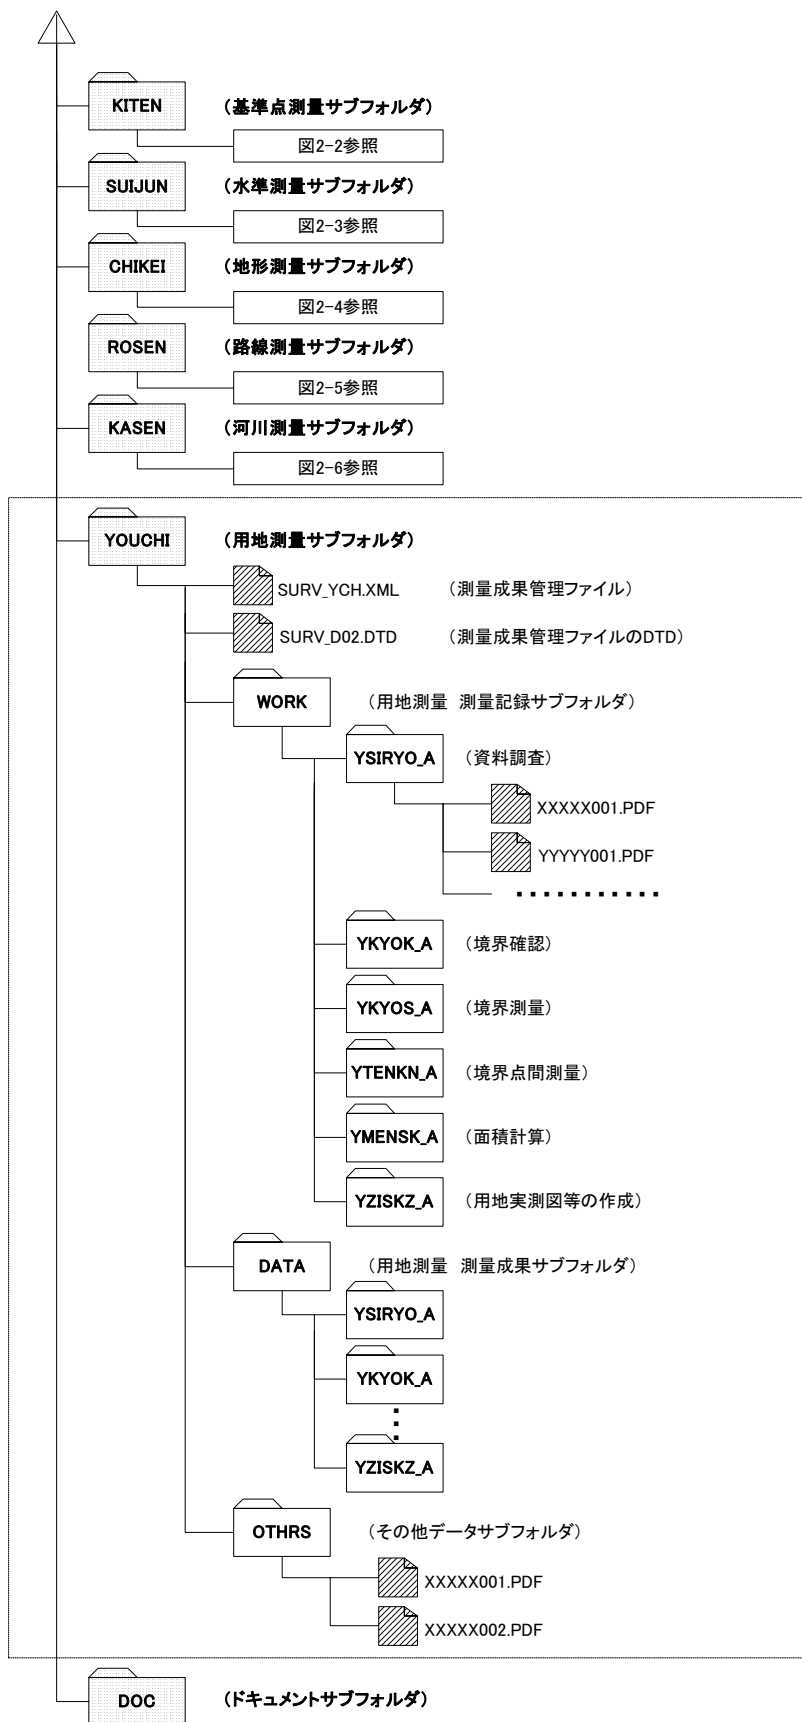 KITEN （基準点測量サブフォルダ）
図2-2参照
SUIJUN （水準測量サブフォルダ）
図2-3参照
CHIKEI （地形測量サブフォルダ）
図2-4参照
ROSEN （路線測量サブフォルダ）
図2-5参照
KASEN （河川測量サブフォルダ）
図2-6参照
YOUCHI （用地測量サブフォルダ）
SURV_YCH.XML （測量成果管理ファイル）
SURV_D02.DTD （測量成果管理ファイルのDTD）
WORK （用地測量 測量記録サブフォルダ）
YSIRYO_A （資料調査）
XXXXX001.PDF
YYYYY001.PDF
・・・・・・・・・・・
YKYOK_A （境界確認）
YKYOS_A （境界測量）
YTENKN_A （境界点間測量）
YMENSK_A （面積計算）
YZISKZ_A （用地実測図等の作成）
DATA （用地測量 測量成果サブフォルダ）
YSIRYO_A
YKYOK_A
YZISKZ_A
OTHRS （その他データサブフォルダ）
XXXXX001.PDF
XXXXX002.PDF
DOC （ドキュメントサブフォルダ）